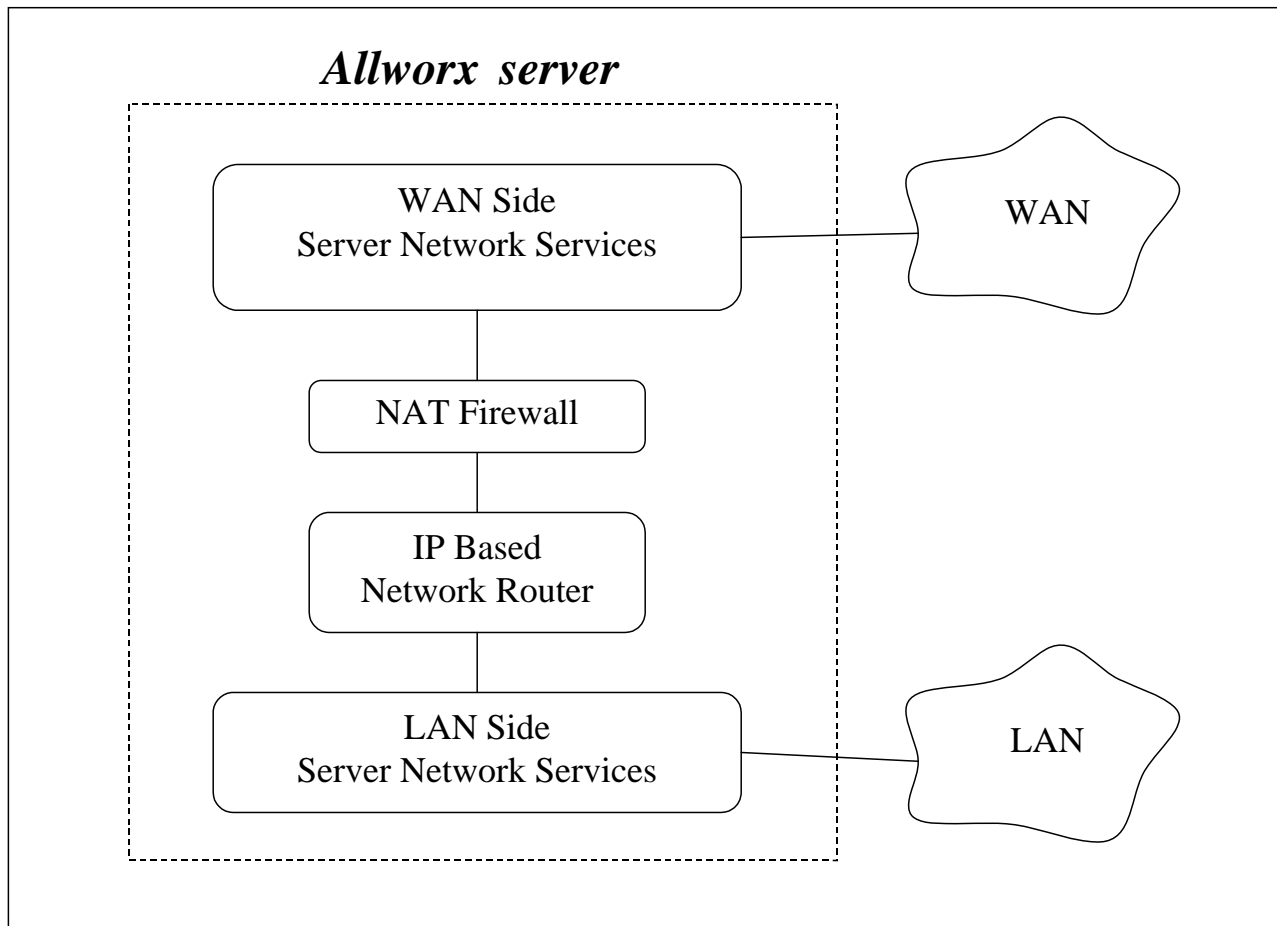 Allworx server
WAN Side
Server Network Services
WAN
NAT Firewall
IP Based
Network Router
LAN Side
Server Network Services
LAN